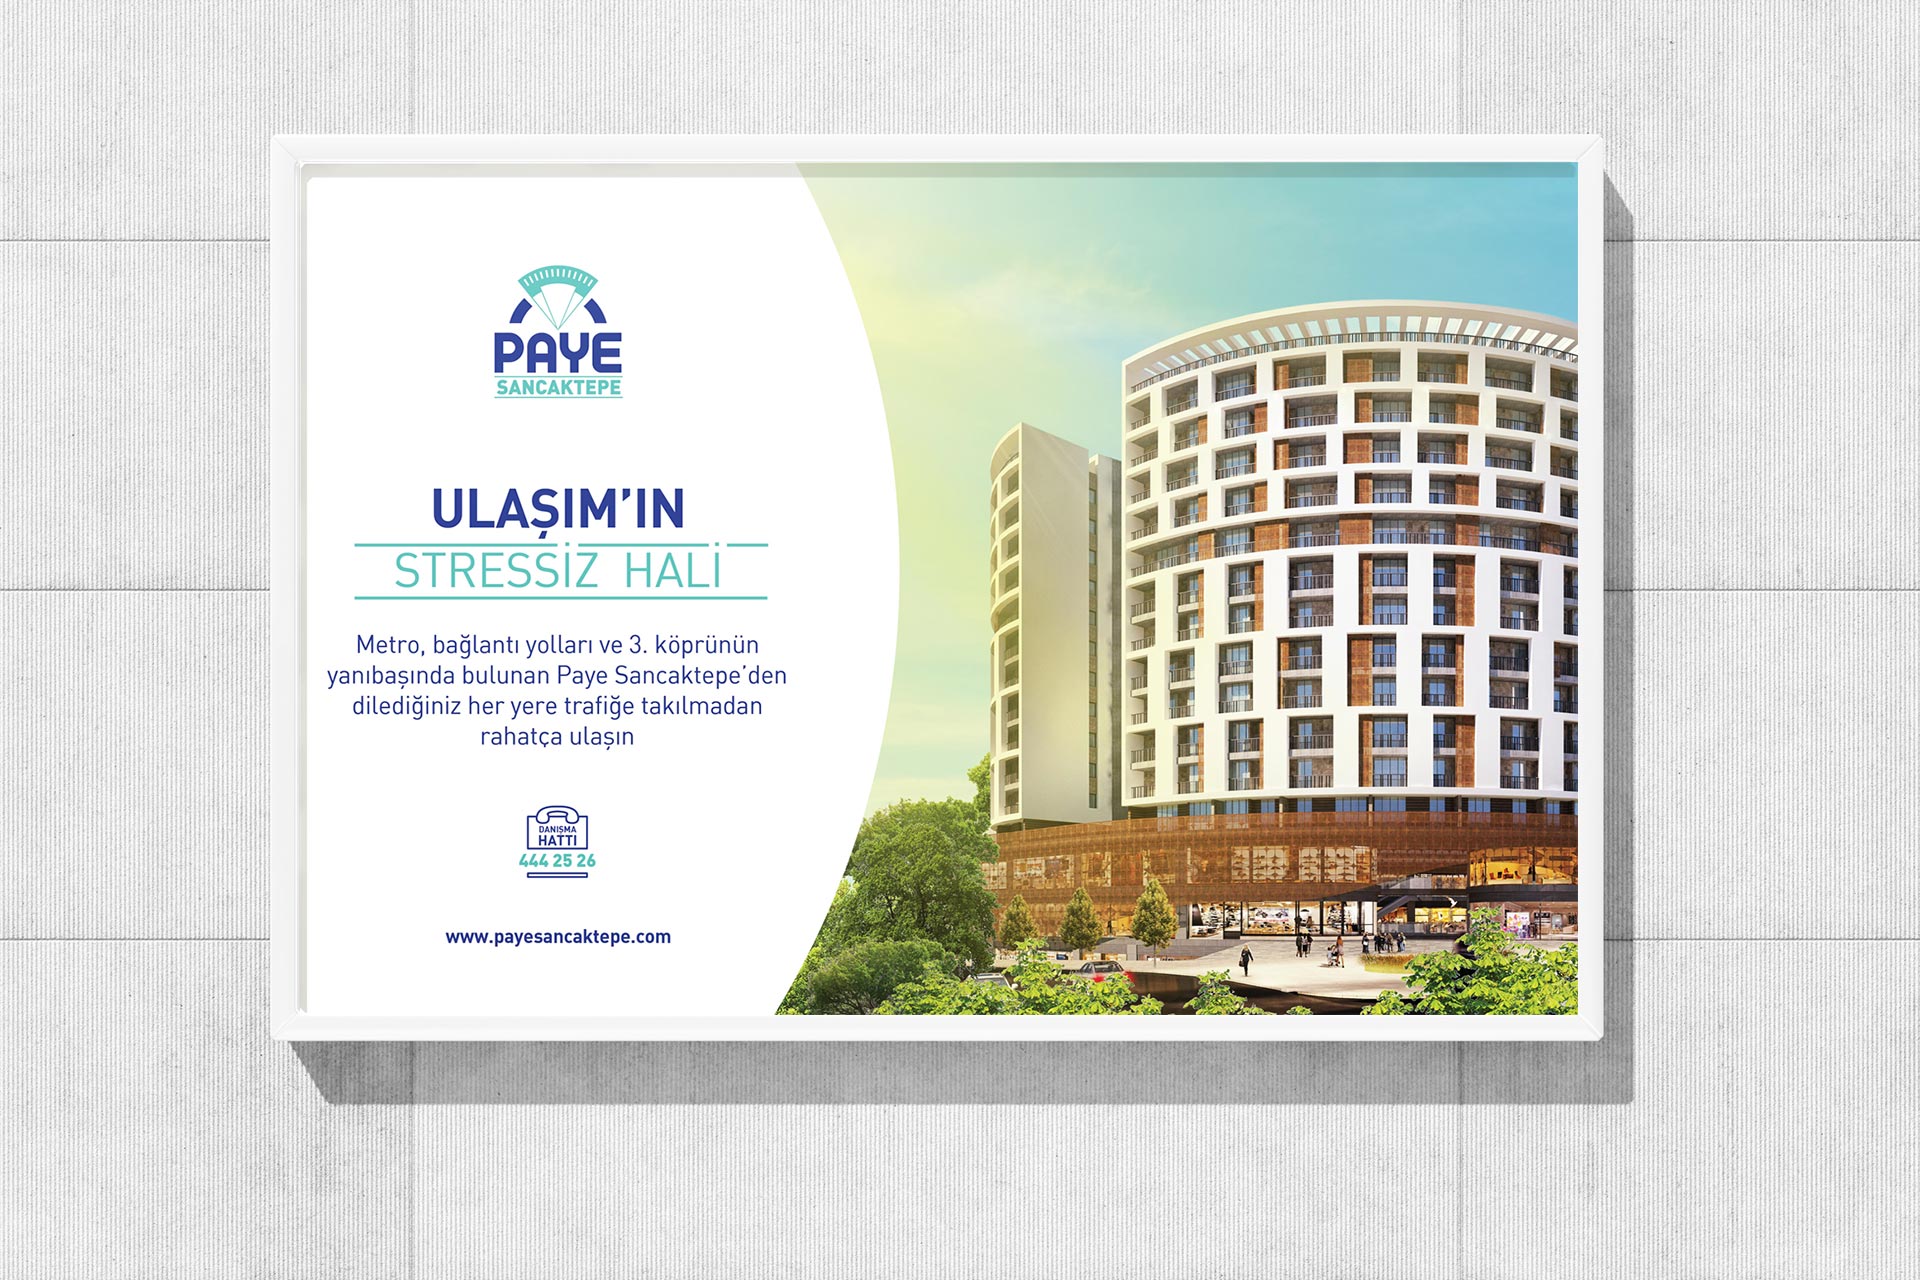 PAYE
SANCAKTEPE
ULAŞIM'IN
STRESSİZ HALİ
Metro, bağlantı yolları ve 3. köprünün
yanıbaşında bulunan Paye Sancaktepe'den
dilediğiniz her yere trafiğe takılmadan
rahatça ulaşın
DANIŞMA
HATTI
444 25 26
www.payesancaktepe.com